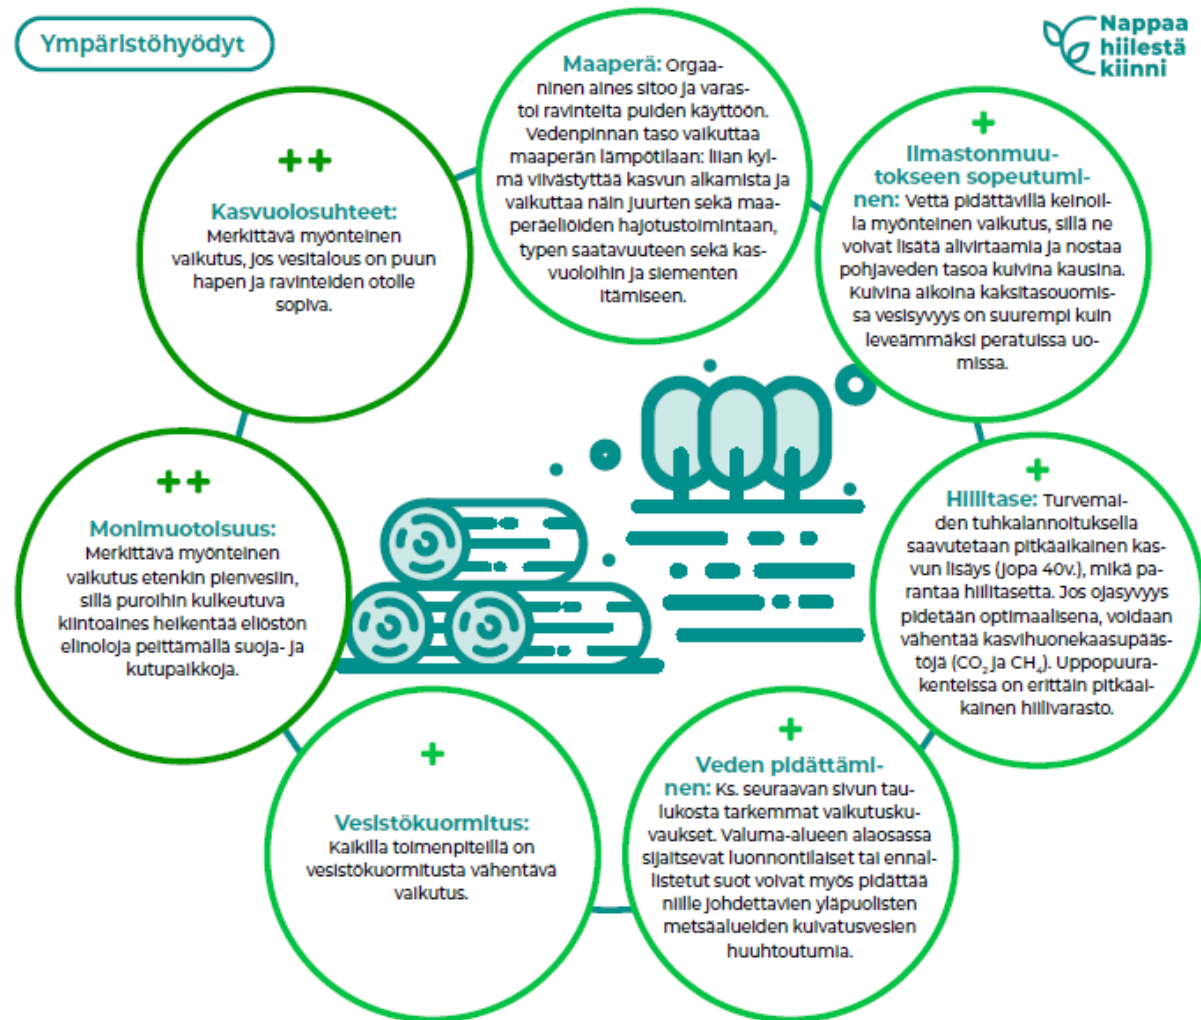 Ympäristöhyödyt
Nappaa
hiilestä
kiinni
Maaperä: Orgaa-
ninen aines sitoo ja varas-
toi ravinteita puiden käyttöön.
Vedenpinnan taso vaikuttaa
maaperän lämpötilaan: liian kyl-
mä viivästyttää kasvun alkamista ja
vaikuttaa näin juurten sekä maa-
peräeliöiden hajotustoimintaan,
typen saatavuuteen sekä kas-
vuoloihin ja siementen
itämiseen.
+
Ilmastonmuu-
tokseen sopeutumi-
nen: Vettä pidättävillä keinoil-
la myönteinen vaikutus, sillä ne
voivat lisätä alivirtaamia ja nostaa
pohjaveden tasoa kuivina kausina.
Kuivina aikoina kaksitasouomis-
sa vesisyvyys on suurempi kuin
leveämmäksi peratuissa uo-
missa.
+
Hiilitase: Turvemai-
den tuhkalannoituksella
saavutetaan pitkäaikainen kas-
vun lisäys (jopa 40v.), mikä pa-
rantaa hiilitasetta. Jos ojasyvyys
pidetään optimaalisena, voidaan
vähentää kasvihuonekaasupääs-
töjä (CO₂ ja CH₄). Uppopuura-
kenteissa on erittäin pitkäai-
kainen hiilivarasto.
+
Veden pidättämi-
nen: Ks. seuraavan sivun tau-
lukosta tarkemmat vaikutusku-
vaukset. Valuma-alueen alaosassa
sijaitsevat luonnontilaiset tai ennal-
listetut suot voivat myös pidättää
niille johdettavien yläpuolisten
metsäalueiden kuivatusvesien
huuhtoutumia.
+
Vesistökuormitus:
Kaikilla toimenpiteillä on
vesistökuormitusta vähentävä
vaikutus.
++
Monimuotoisuus:
Merkittävä myönteinen
vaikutus etenkin pienvesiin,
sillä puroihin kulkeutuva
kiintoaines heikentää eliöstön
elinoloja peittämällä suoja- ja
kutupaikkoja.
++
Kasvuolosuhteet:
Merkittävä myönteinen
vaikutus, jos vesitalous on puun
hapen ja ravinteiden otolle
sopiva.